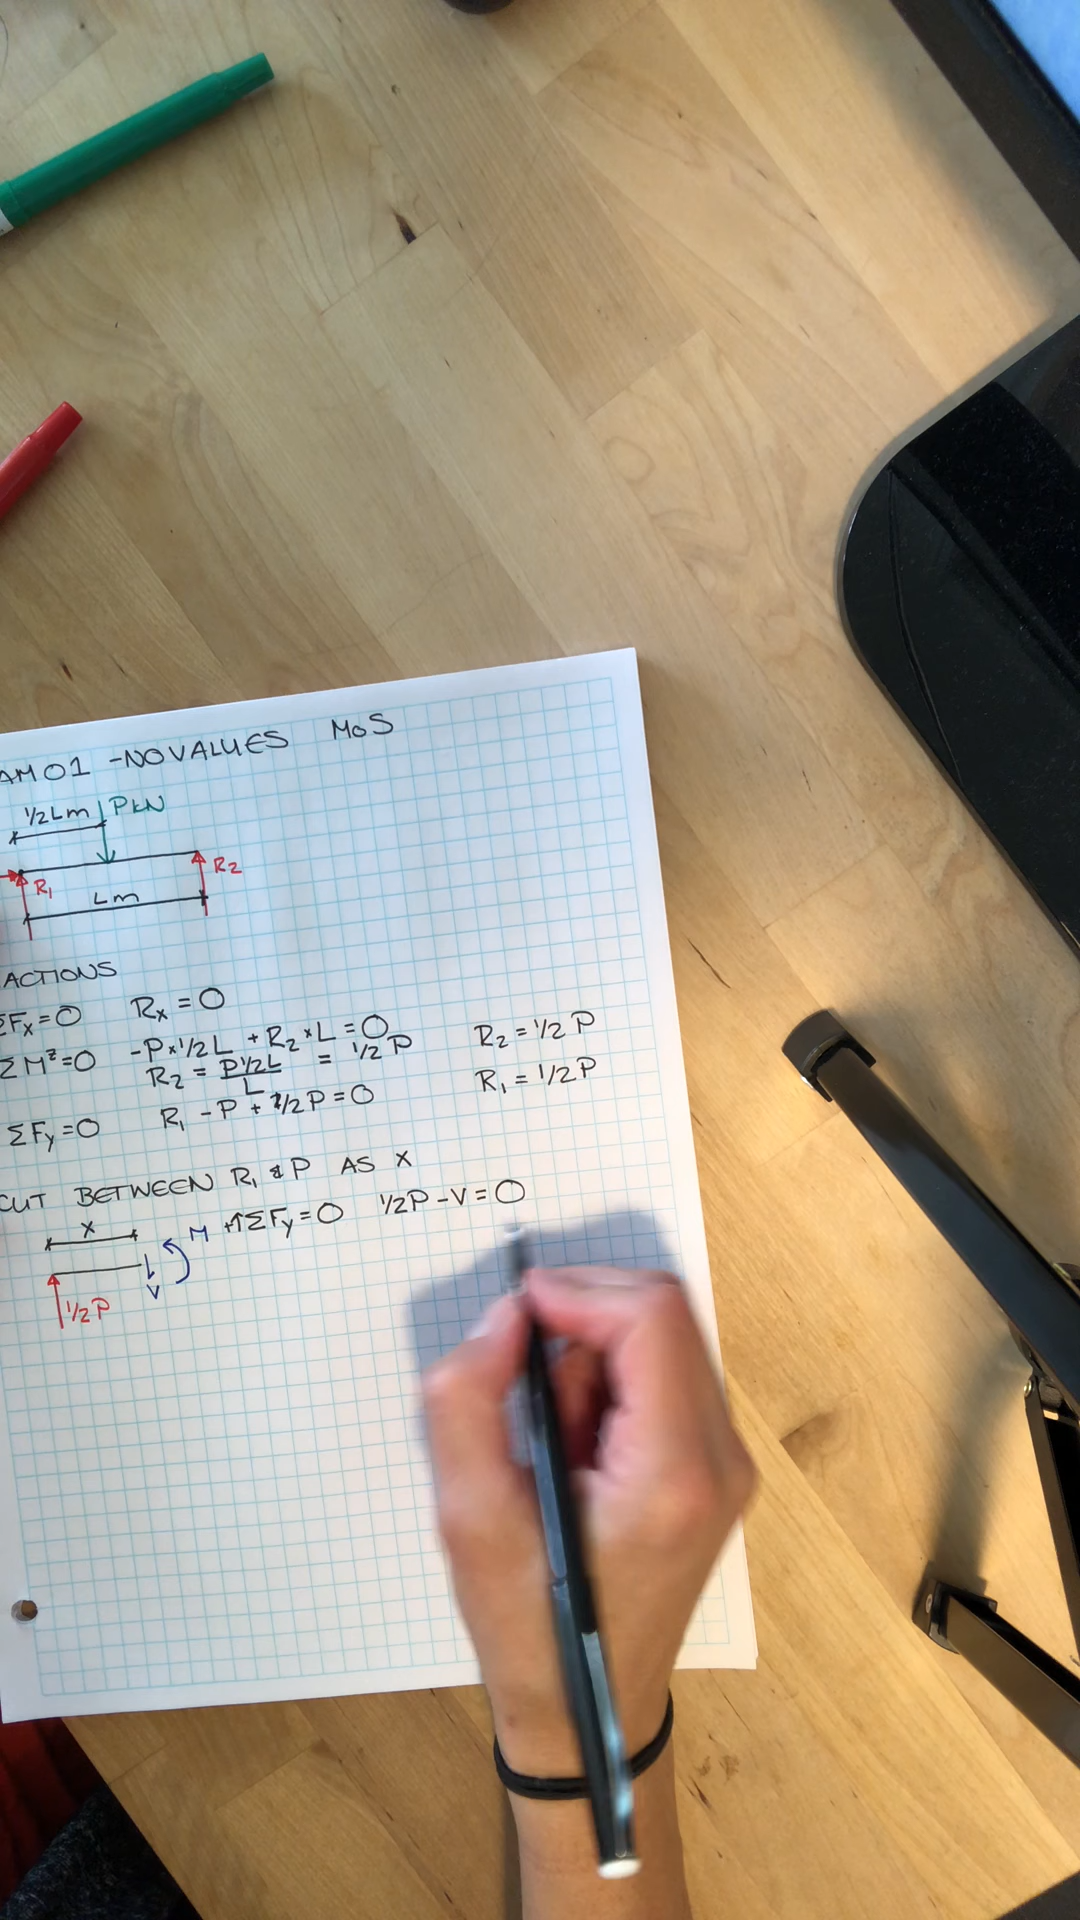 AM01 -NOVALUES MoS
1/2Lm PkN
R1 R2
Lm
ACTIONS
ΣFx=0 Rx=0
ΣMz=0 -P×1/2L +R2×L=0 R2=1/2P
R2 = P1/2L/L = 1/2P
ΣFy=0 R1-P+1/2P=0 R1=1/2P
CUT BETWEEN R1 & P AS X
X M +↑ΣFy=0 1/2P-V=0
V
1/2P